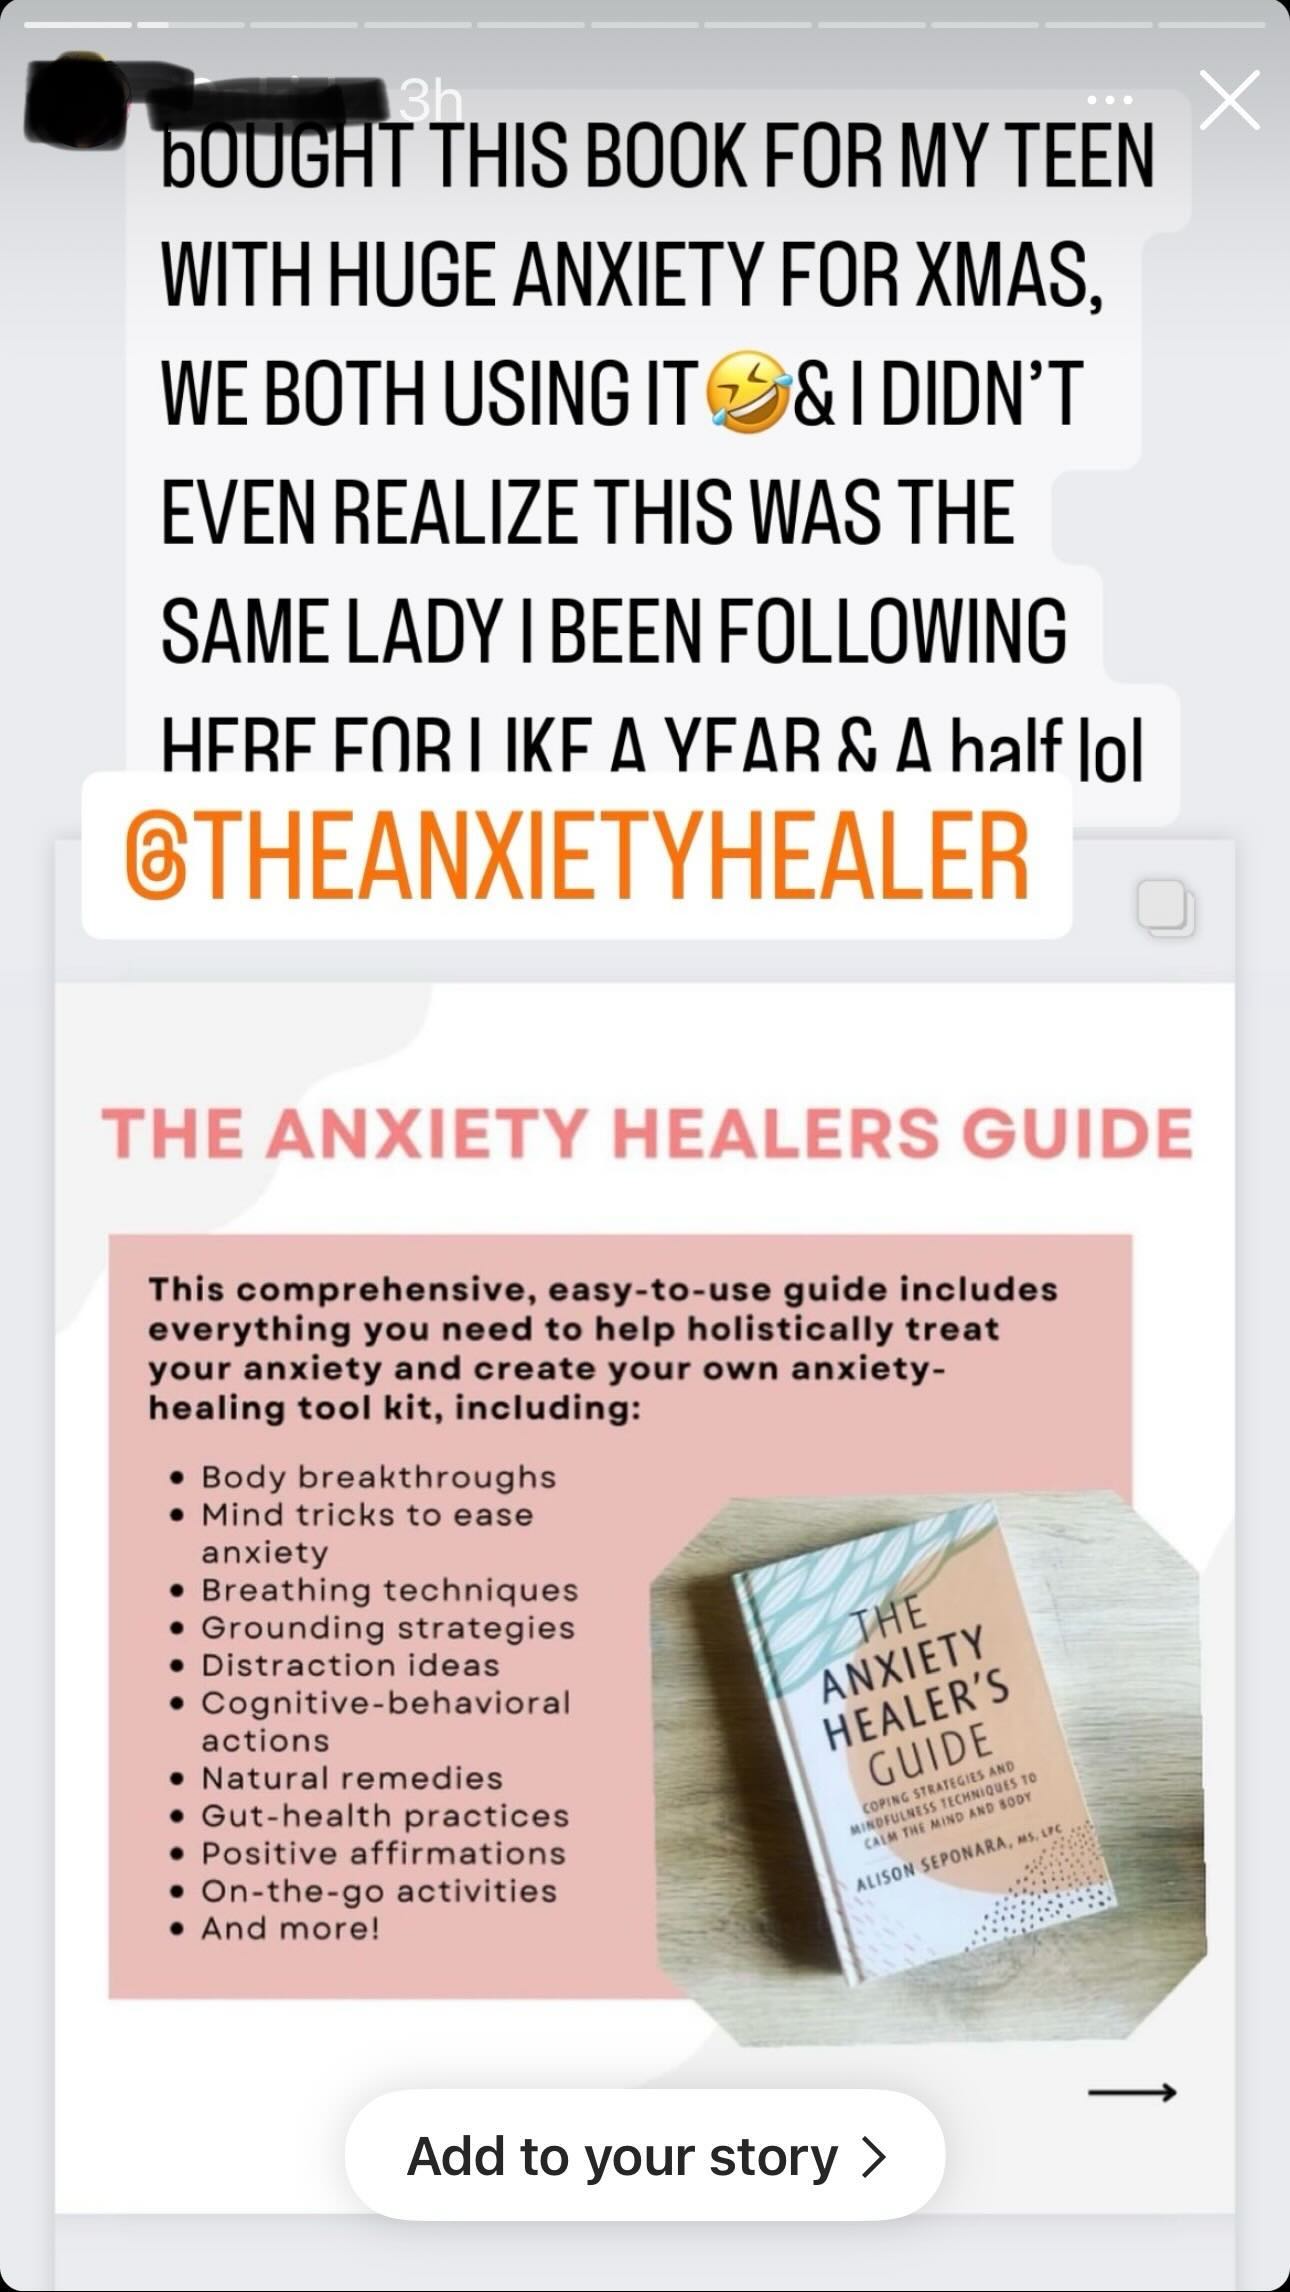 3h
bOUGHT THIS BOOK FOR MY TEEN
WITH HUGE ANXIETY FOR XMAS,
WE BOTH USING IT🤣& I DIDN’T
EVEN REALIZE THIS WAS THE
SAME LADY I BEEN FOLLOWING
HERE FOR LIKE A YEAR & A half lol
@THEANXIETYHEALER
THE ANXIETY HEALERS GUIDE
This comprehensive, easy-to-use guide includes
everything you need to help holistically treat
your anxiety and create your own anxiety-
healing tool kit, including:
• Body breakthroughs
• Mind tricks to ease
anxiety
• Breathing techniques
• Grounding strategies
• Distraction ideas
• Cognitive-behavioral
actions
• Natural remedies
• Gut-health practices
• Positive affirmations
• On-the-go activities
• And more!
THE
ANXIETY
HEALER’S
GUIDE
COPING STRATEGIES AND
MINDFULNESS TECHNIQUES TO
CALM THE MIND AND BODY
ALISON SEPONARA, MS, LPC
Add to your story >